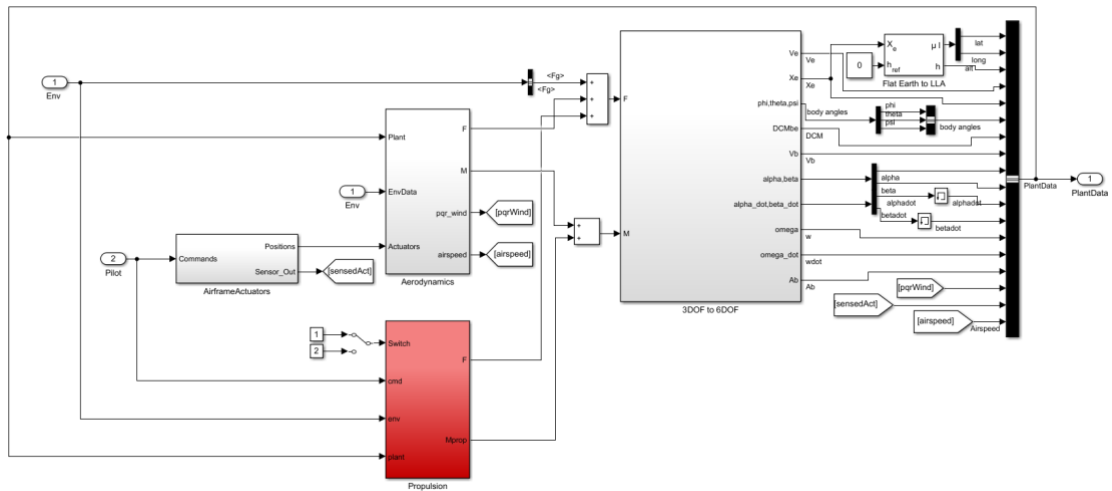 Env
1
<Fg>
<Fg>
+
+
+
Plant
F
M
EnvData
1
Env
pqr_wind
[pqrWind]
Actuators
airspeed
[airspeed]
Aerodynamics
2
Pilot
Commands
Positions
Sensor_Out
[sensedAct]
AirframeActuators
+
+
1
2
Switch
F
cmd
env
Mprop
plant
Propulsion
F
M
Ve
Xe
phi,theta,psi
DCMbe
Vb
alpha,beta
alpha_dot,beta_dot
omega
omega_dot
Ab
3DOF to 6DOF
Ve
Xe
body angles
DCM
Vb
w
wdot
Ab
0
Xe
href
μ l
h
Flat Earth to LLA
lat
long
alt
phi
theta
psi
body angles
alpha
beta
alphadot
alphadot
betadot
betadot
[pqrWind]
[sensedAct]
[airspeed]
Airspeed
PlantData
1
PlantData